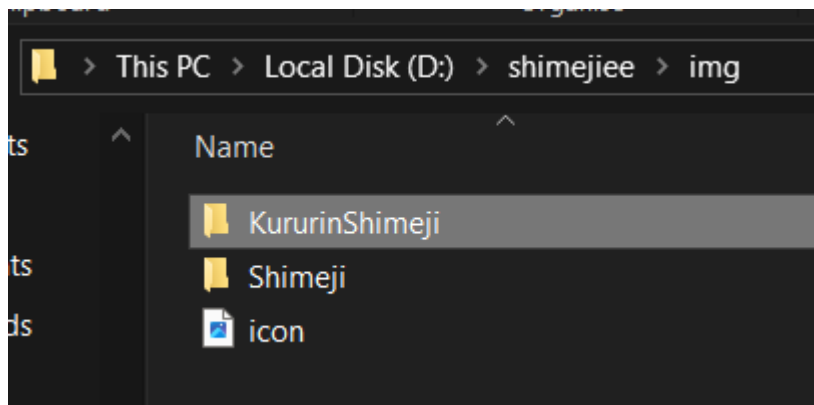 This PC > Local Disk (D:) > shimejiee > img
ts
Name
KururinShimeji
ts
Shimeji
ds
icon